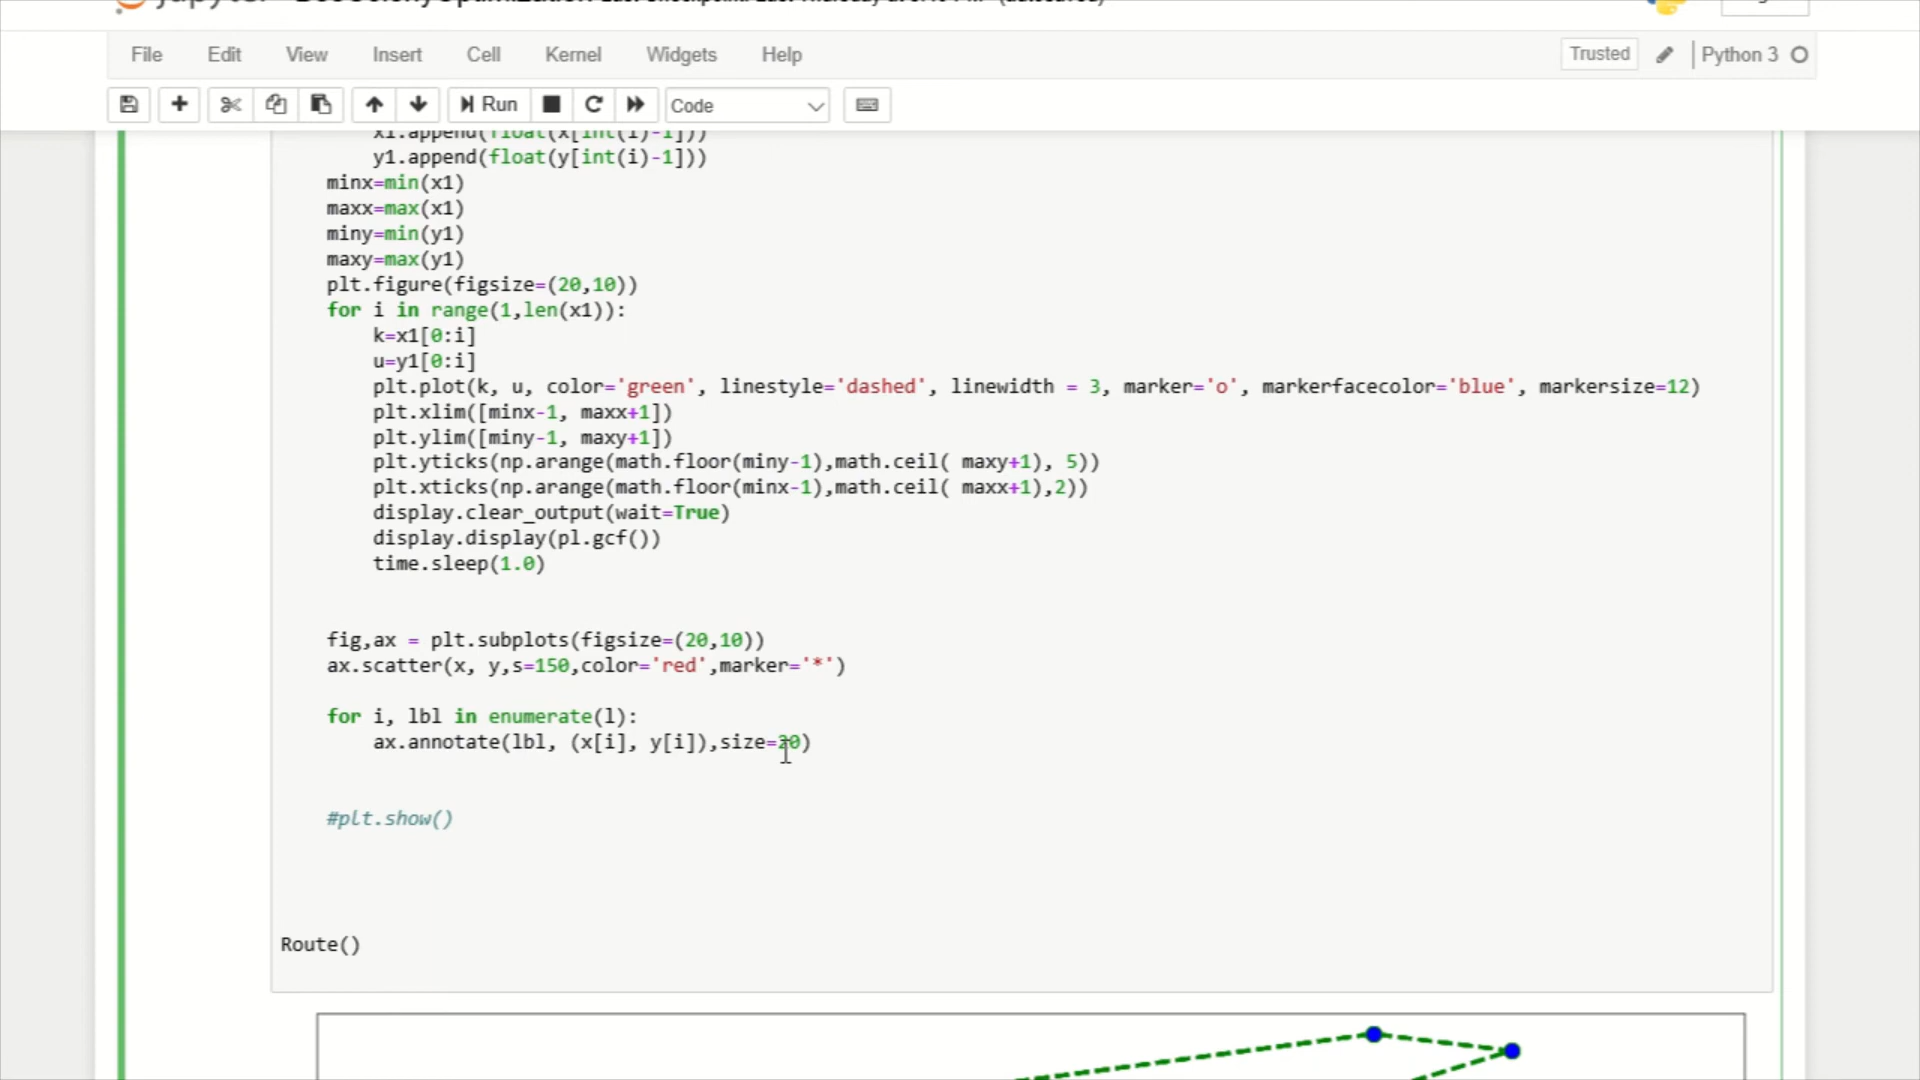 File Edit View Insert Cell Kernel Widgets Help Trusted Python 3
Run Code
x1.append(float(x[int(i)-1]))
y1.append(float(y[int(i)-1]))
minx=min(x1)
maxx=max(x1)
miny=min(y1)
maxy=max(y1)
plt.figure(figsize=(20,10))
for i in range(1,len(x1)):
k=x1[0:i]
u=y1[0:i]
plt.plot(k, u, color='green', linestyle='dashed', linewidth = 3, marker='o', markerfacecolor='blue', markersize=12)
plt.xlim([minx-1, maxx+1])
plt.ylim([miny-1, maxy+1])
plt.yticks(np.arange(math.floor(miny-1),math.ceil( maxy+1), 5))
plt.xticks(np.arange(math.floor(minx-1),math.ceil( maxx+1),2))
display.clear_output(wait=True)
display.display(pl.gcf())
time.sleep(1.0)
fig,ax = plt.subplots(figsize=(20,10))
ax.scatter(x, y,s=150,color='red',marker='*')
for i, lbl in enumerate(l):
ax.annotate(lbl, (x[i], y[i]),size=20)
#plt.show()
Route()